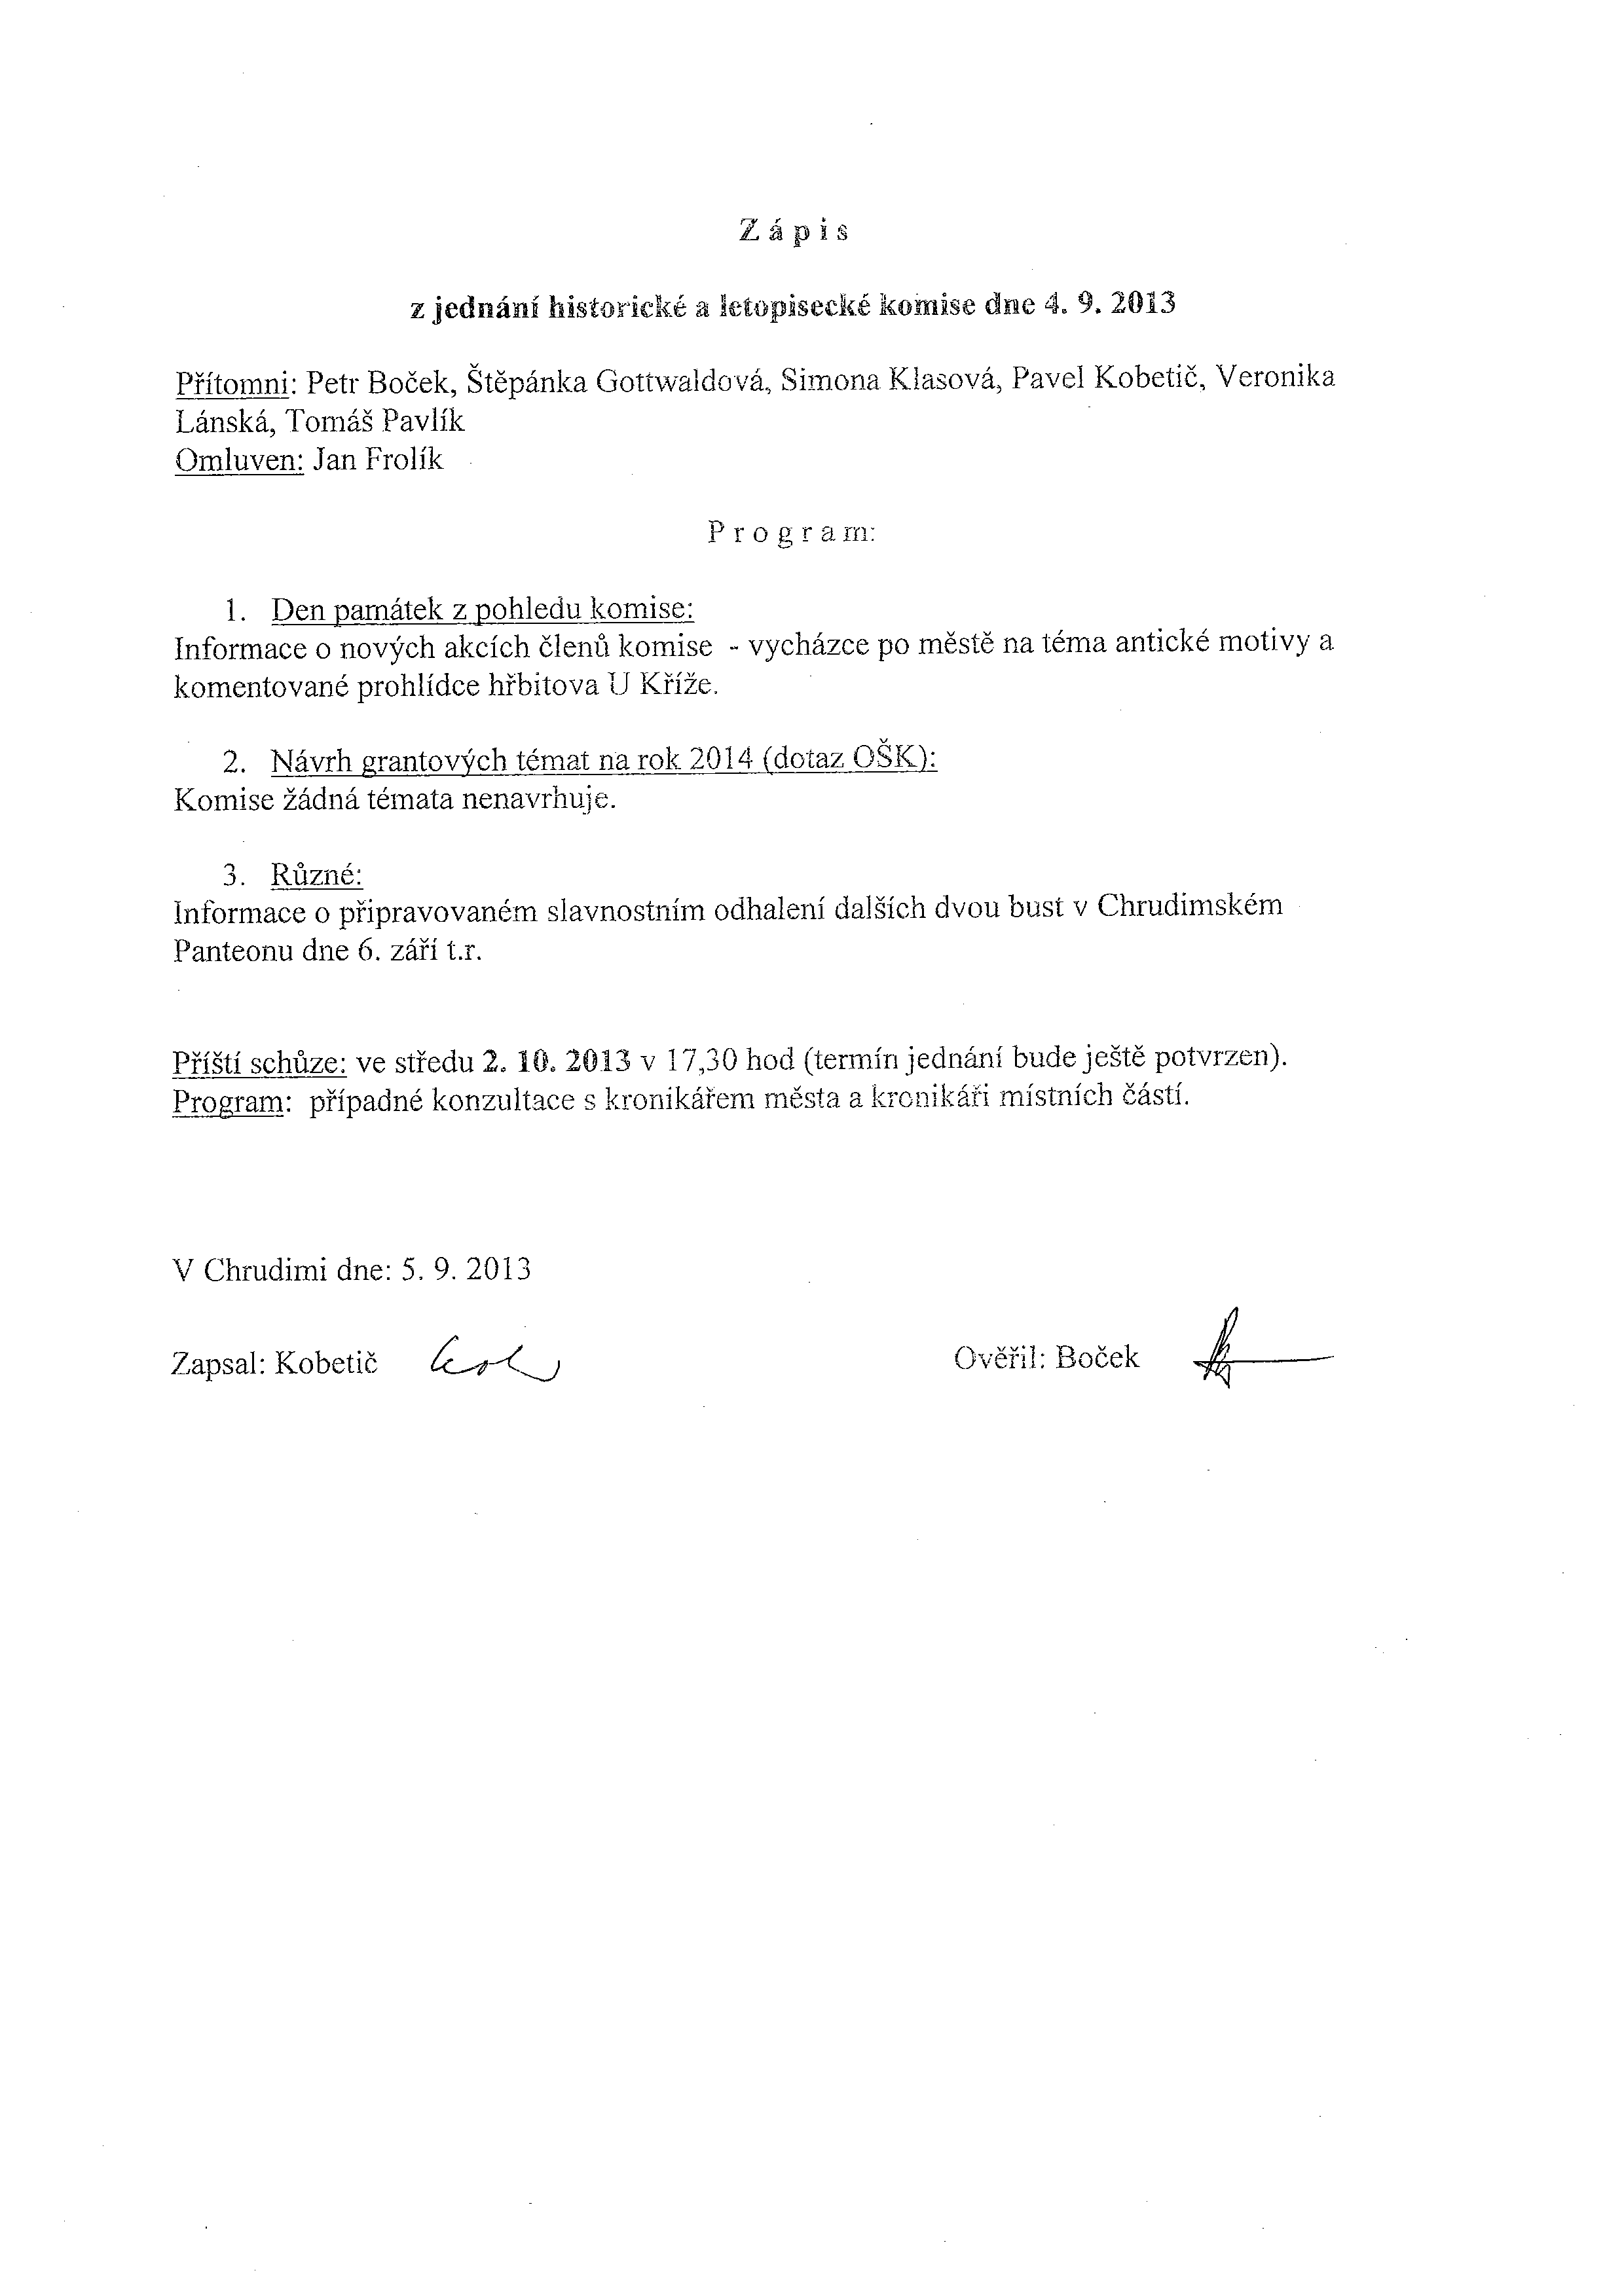 Zápis
z jednání historické a letopisecké komise dne 4. 9. 2013
Přítomni: Petr Boček, Štěpánka Gottwaldová, Simona Klasová, Pavel Kobetič, Veronika
Lánská, Tomáš Pavlík
Omluven: Jan Frolík
Program:
1. Den památek z pohledu komise:
Informace o nových akcích členů komise - vycházce po městě na téma antické motivy a
komentované prohlídce hřbitova U Kříže.
2. Návrh grantových témat na rok 2014 (dotaz OŠK):
Komise žádná témata nenavrhuje.
3. Různé:
Informace o připravovaném slavnostním odhalení dalších dvou bust v Chrudimském
Panteonu dne 6. září t.r.
Příští schůze: ve středu 2. 10. 2013 v 17,30 hod (termín jednání bude ještě potvrzen).
Program: případné konzultace s kronikářem města a kronikáři místních částí.
V Chrudimi dne: 5. 9. 2013
Zapsal: Kobetič
Ověřil: Boček